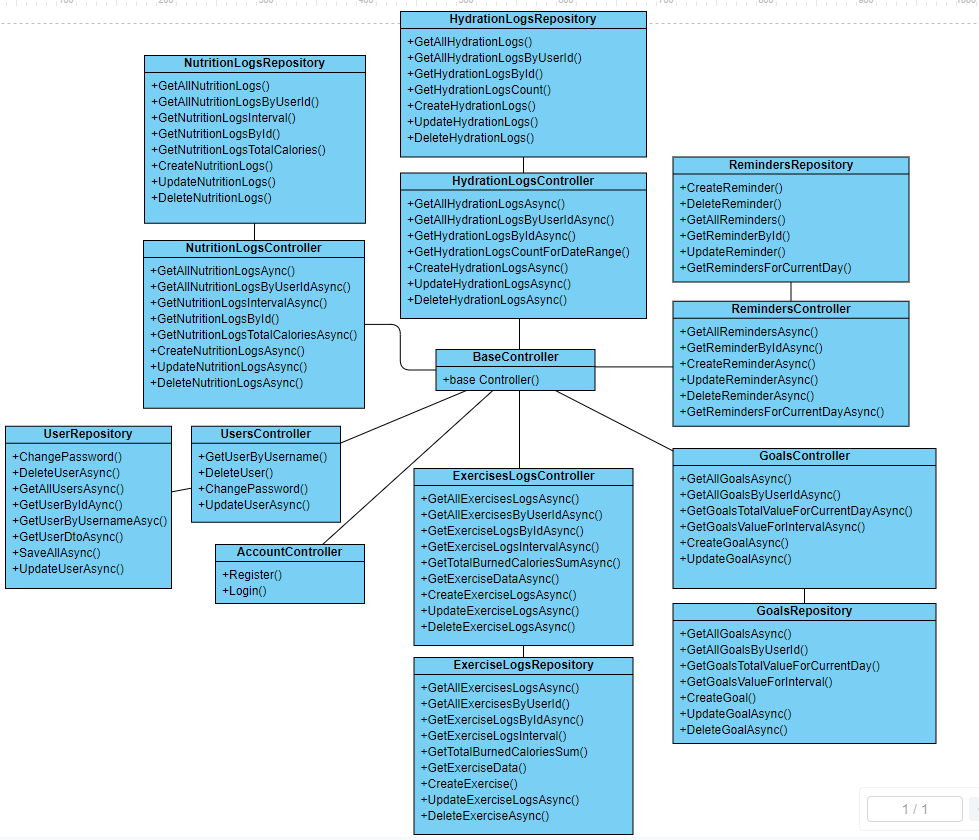 HydrationLogsRepository
+GetAllHydrationLogs()
+GetAllHydrationLogsByUserId()
+GetHydrationLogsById()
+GetHydrationLogsCount()
+CreateHydrationLogs()
+UpdateHydrationLogs()
+DeleteHydrationLogs()
NutritionLogsRepository
+GetAllNutritionLogs()
+GetAllNutritionLogsByUserId()
+GetNutritionLogsInterval()
+GetNutritionLogsById()
+GetNutritionLogsTotalCalories()
+CreateNutritionLogs()
+UpdateNutritionLogs()
+DeleteNutritionLogs()
RemindersRepository
+CreateReminder()
+DeleteReminder()
+GetAllReminders()
+GetReminderById()
+UpdateReminder()
+GetRemindersForCurrentDay()
HydrationLogsController
+GetAllHydrationLogsAsync()
+GetAllHydrationLogsByUserIdAsync()
+GetHydrationLogsByIdAsync()
+GetHydrationLogsCountForDateRange()
+CreateHydrationLogsAsync()
+UpdateHydrationLogsAsync()
+DeleteHydrationLogsAsync()
NutritionLogsController
+GetAllNutritionLogsAync()
+GetAllNutritionLogsByUserIdAsync()
+GetNutritionLogsIntervalAsync()
+GetNutritionLogsById()
+GetNutritionLogsTotalCaloriesAsync()
+CreateNutritionLogsAsync()
+UpdateNutritionLogsAsync()
+DeleteNutritionLogsAsync()
RemindersController
+GetAllRemindersAsync()
+GetReminderByIdAsync()
+CreateReminderAsync()
+UpdateReminderAsync()
+DeleteReminderAsync()
+GetRemindersForCurrentDayAsync()
BaseController
+base Controller()
UserRepository
+ChangePassword()
+DeleteUserAsync()
+GetAllUsersAsync()
+GetUserByIdAync()
+GetUserByUsernameAsyc()
+GetUserDtoAsync()
+SaveAllAsync()
+UpdateUserAsync()
UsersController
+GetUserByUsername()
+DeleteUser()
+ChangePassword()
+UpdateUserAsync()
GoalsController
+GetAllGoalsAsync()
+GetAllGoalsByUserIdAsync()
+GetGoalsTotalValueForCurrentDayAsync()
+GetGoalsValueForIntervalAsync()
+CreateGoalAsync()
+UpdateGoalAsync()
ExercisesLogsController
+GetAllExercisesLogsAsync()
+GetAllExercisesByUserIdAsync()
+GetExerciseLogsByIdAsync()
+GetExerciseLogsIntervalAsync()
+GetTotalBurnedCaloriesSumAsync()
+GetExerciseDataAsync()
+CreateExerciseLogsAsync()
+UpdateExerciseLogsAsync()
+DeleteExerciseLogsAsync()
AccountController
+Register()
+Login()
GoalsRepository
+GetAllGoalsAsync()
+GetAllGoalsByUserId()
+GetGoalsTotalValueForCurrentDay()
+GetGoalsValueForInterval()
+CreateGoal()
+UpdateGoalAsync()
+DeleteGoalAsync()
ExerciseLogsRepository
+GetAllExercisesLogsAsync()
+GetAllExercisesByUserId()
+GetExerciseLogsByIdAsync()
+GetExerciseLogsInterval()
+GetTotalBurnedCaloriesSum()
+GetExerciseData()
+CreateExercise()
+UpdateExerciseLogsAsync()
+DeleteExerciseAsync()
1 / 1